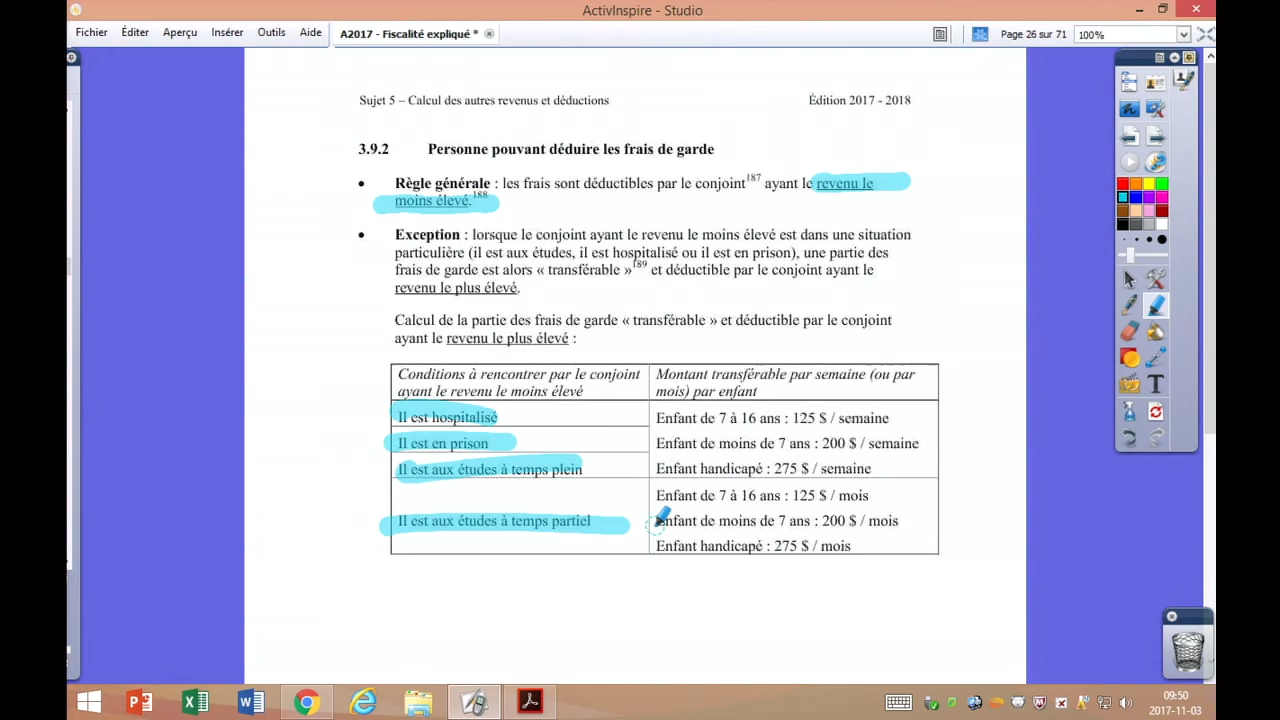 ActivInspire - Studio
Fichier Éditer Aperçu Insérer Outils Aide A2017 - Fiscalité expliqué * Page 26 sur 71 100%
Sujet 5 – Calcul des autres revenus et déductions Édition 2017 - 2018
3.9.2 Personne pouvant déduire les frais de garde
• Règle générale : les frais sont déductibles par le conjoint187 ayant le revenu le
moins élevé.188
• Exception : lorsque le conjoint ayant le revenu le moins élevé est dans une situation
particulière (il est aux études, il est hospitalisé ou il est en prison), une partie des
frais de garde est alors « transférable »189 et déductible par le conjoint ayant le
revenu le plus élevé.
Calcul de la partie des frais de garde « transférable » et déductible par le conjoint
ayant le revenu le plus élevé :
Conditions à rencontrer par le conjoint
ayant le revenu le moins élevé
Montant transférable par semaine (ou par
mois) par enfant
Il est hospitalisé
Il est en prison
Il est aux études à temps plein
Enfant de 7 à 16 ans : 125 $ / semaine
Enfant de moins de 7 ans : 200 $ / semaine
Enfant handicapé : 275 $ / semaine
Il est aux études à temps partiel
Enfant de 7 à 16 ans : 125 $ / mois
Enfant de moins de 7 ans : 200 $ / mois
Enfant handicapé : 275 $ / mois
09:50
2017-11-03